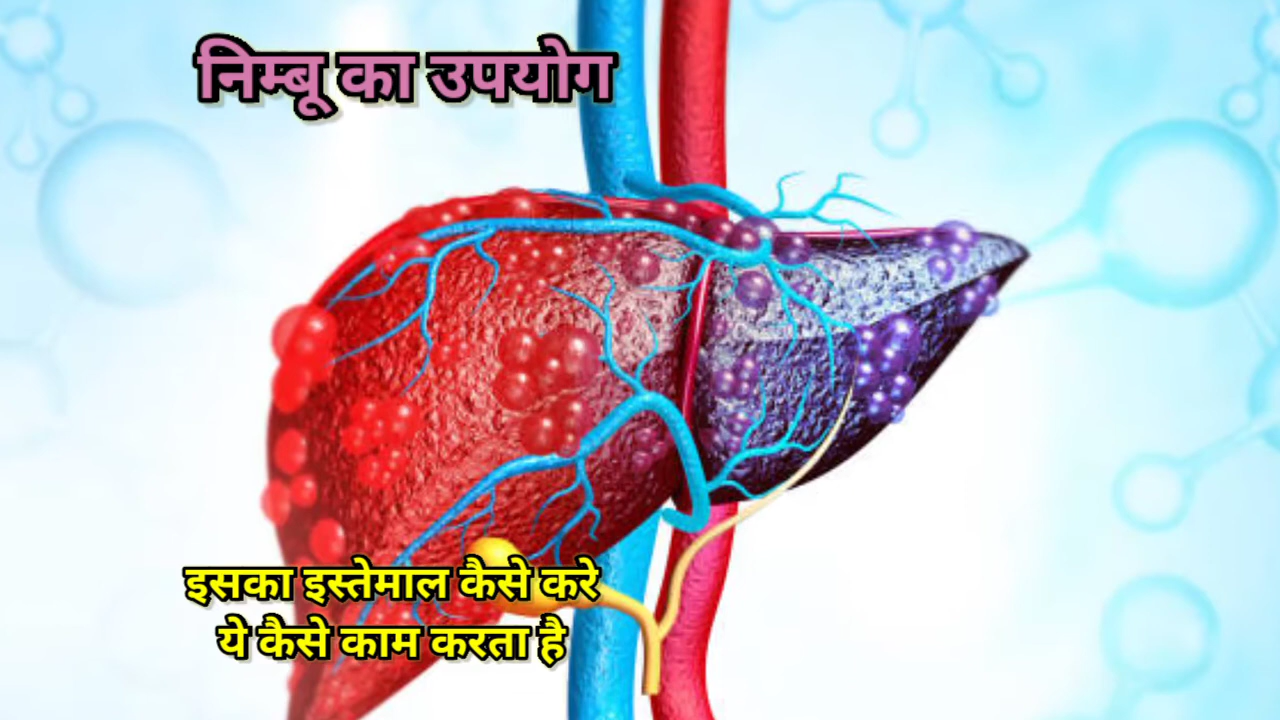 निम्बू का उपयोग
इसका इस्तेमाल कैसे करे
ये कैसे काम करता है